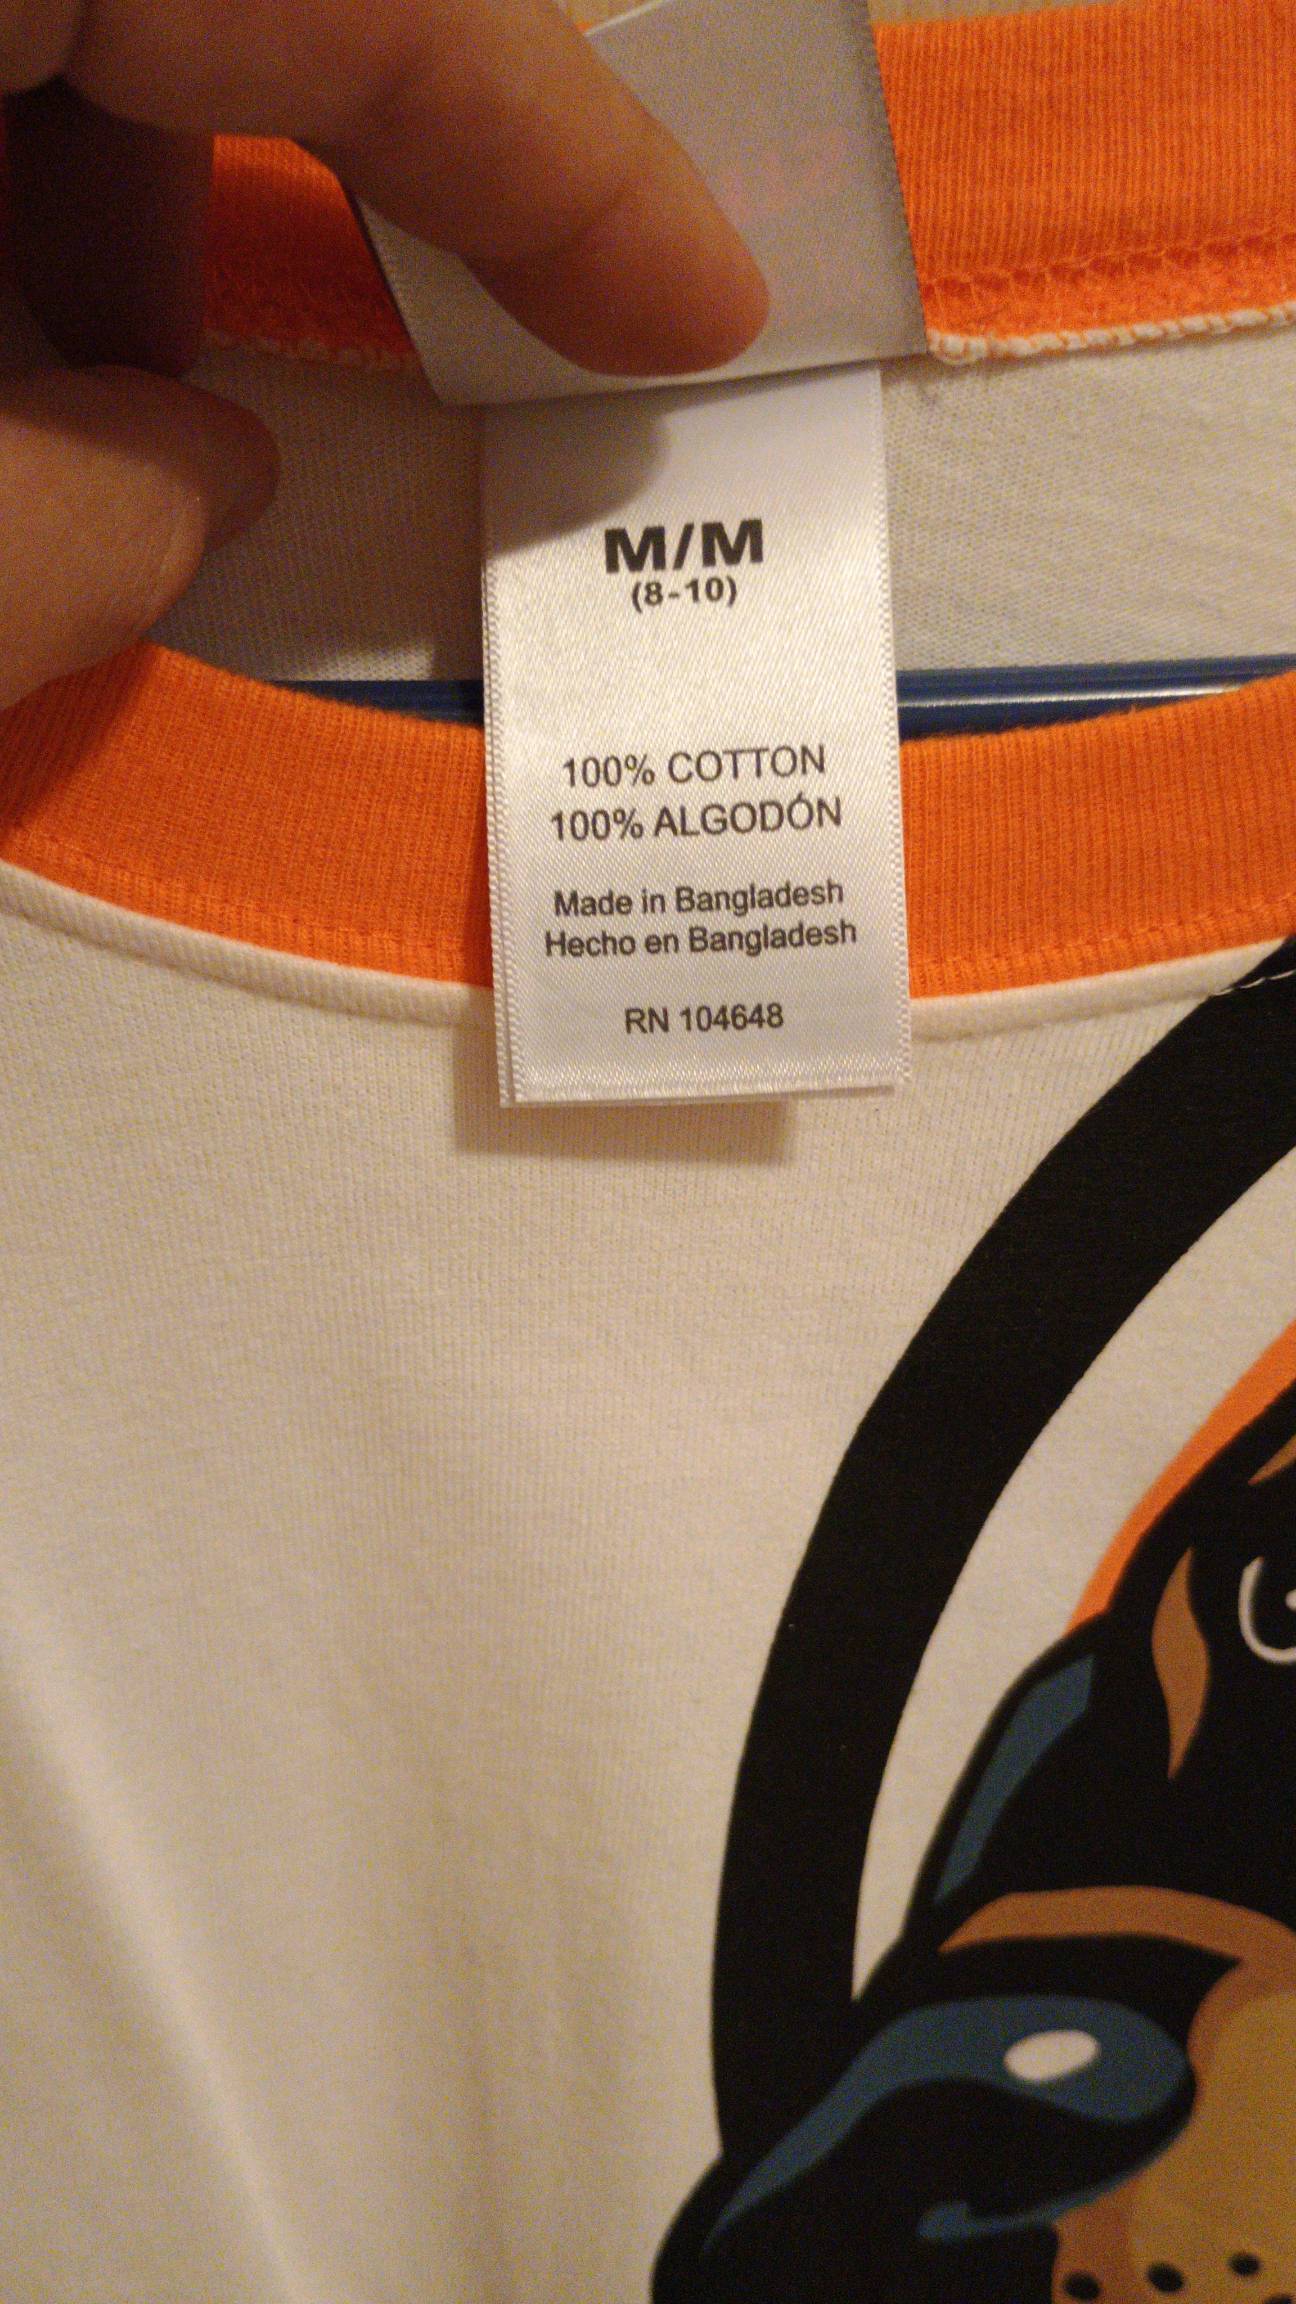 M/M
(8-10)
100% COTTON
100% ALGODÓN
Made in Bangladesh
Hecho en Bangladesh
RN 104648